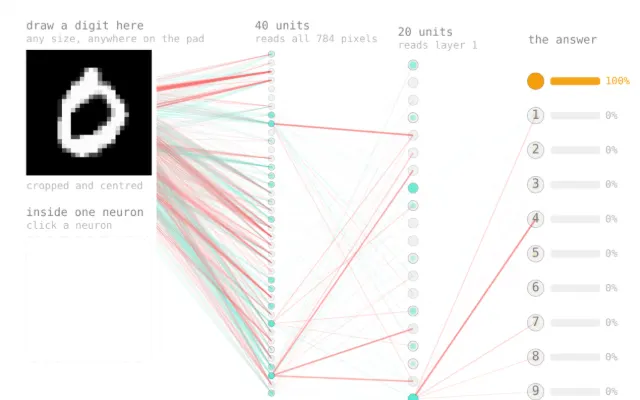 draw a digit here
any size, anywhere on the pad
40 units
reads all 784 pixels
20 units
reads layer 1
the answer
100%
1 0%
2 0%
3 0%
4 0%
5 0%
6 0%
7 0%
8 0%
9 0%
cropped and centred
inside one neuron
click a neuron